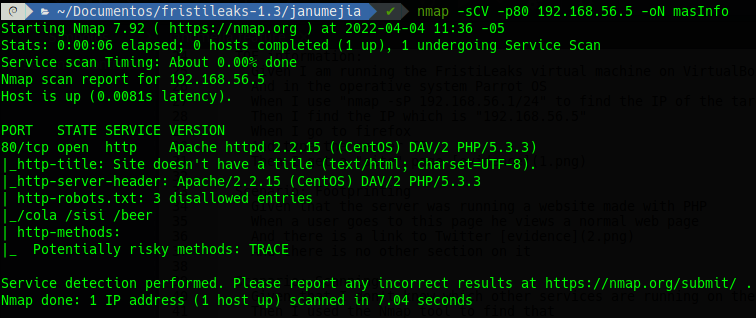 ~/Documentos/fristileaks-1.3/janumejia ✔ nmap -sCV -p80 192.168.56.5 -oN masInfo
Starting Nmap 7.92 ( https://nmap.org ) at 2022-04-04 11:36 -05
Stats: 0:00:06 elapsed; 0 hosts completed (1 up), 1 undergoing Service Scan
Service scan Timing: About 0.00% done
Nmap scan report for 192.168.56.5
Host is up (0.0081s latency).

PORT   STATE SERVICE VERSION
80/tcp open  http    Apache httpd 2.2.15 ((CentOS) DAV/2 PHP/5.3.3)
|_http-title: Site doesn't have a title (text/html; charset=UTF-8).
|_http-server-header: Apache/2.2.15 (CentOS) DAV/2 PHP/5.3.3
| http-robots.txt: 3 disallowed entries
|_/cola /sisi /beer
| http-methods:
|_  Potentially risky methods: TRACE

Service detection performed. Please report any incorrect results at https://nmap.org/submit/ .
Nmap done: 1 IP address (1 host up) scanned in 7.04 seconds